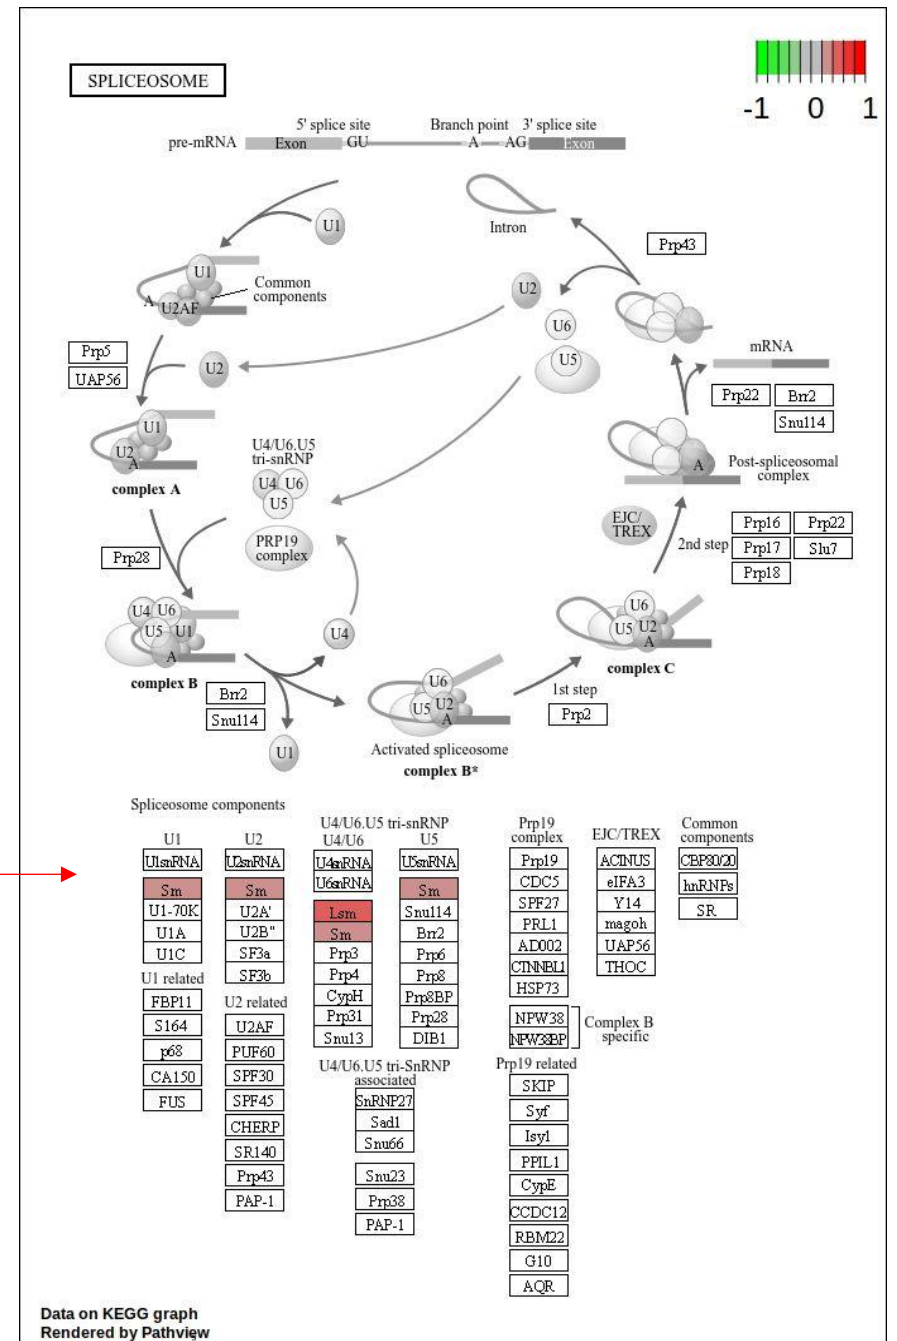 SPLICEOSOME
-1 0 1
5' splice site Branch point 3' splice site
pre-mRNA Exon GU A AG Exon
U1
Intron
Prp43
U1
Common
components
A U2AF
U2
U6
U5
mRNA
Prp5
UAP56
U2
Prp22 Brr2
Snu114
U1
U2
A
complex A
U4/U6.U5
tri-snRNP
U4 U6
U5
PRP19
complex
A
Post-spliceosomal
complex
EJC/
TREX
2nd step
Prp16 Prp22
Prp17 Slu7
Prp18
Prp28
U4 U6
U5 U1
A
complex B
U4
U6
U5 U2
A
complex C
Brr2
Snu114
U1
U6
U5 U2
A
1st step
Prp2
Activated spliceosome
complex B*
Spliceosome components
U1
U1snRNA
Sm
U1-70K
U1A
U1C
U1 related
FBP11
S164
p68
CA150
FUS
U2
U2snRNA
Sm
U2A'
U2B"
SF3a
SF3b
U2 related
U2AF
PUF60
SPF30
SPF45
CHERP
SR140
Prp43
PAP-1
U4/U6.U5 tri-snRNP
U4/U6
U4snRNA
U6snRNA
Lsm
Sm
Prp3
Prp4
CypH
Prp31
Snu13
U5
U5snRNA
Sm
Snu114
Brr2
Prp6
Prp8
Prp8BP
Prp28
DIB1
U4/U6.U5 tri-SnRNP
associated
SnRNP27
Sad1
Snu66
Snu23
Prp38
PAP-1
Prp19
complex
Prp19
CDC5
SPF27
PRL1
AD002
CTNNBL1
HSP73
NPW38
NPW38BP
Complex B
specific
Prp19 related
SKIP
Syf
Isy1
PPIL1
CypE
CCDC12
RBM22
G10
AQR
EJC/TREX
ACINUS
eIFA3
Y14
magoh
UAP56
THOC
Common
components
CBP80/20
hnRNPs
SR
Data on KEGG graph
Rendered by Pathview